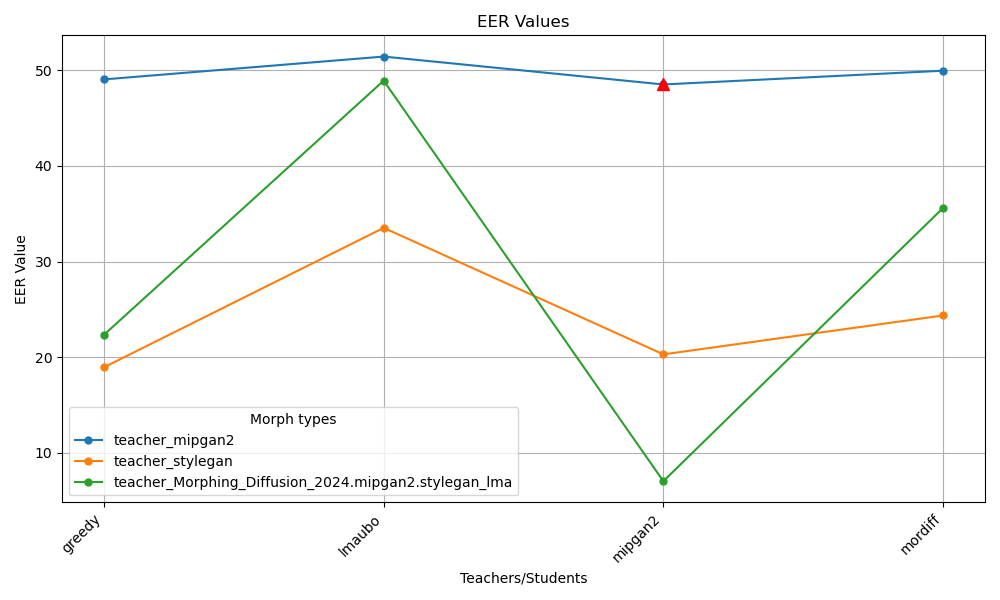 EER Values
EER Value
50
40
30
20
10
Morph types
teacher_mipgan2
teacher_stylegan
teacher_Morphing_Diffusion_2024.mipgan2.stylegan_lma
greedy
lmaubo
mipgan2
mordiff
Teachers/Students